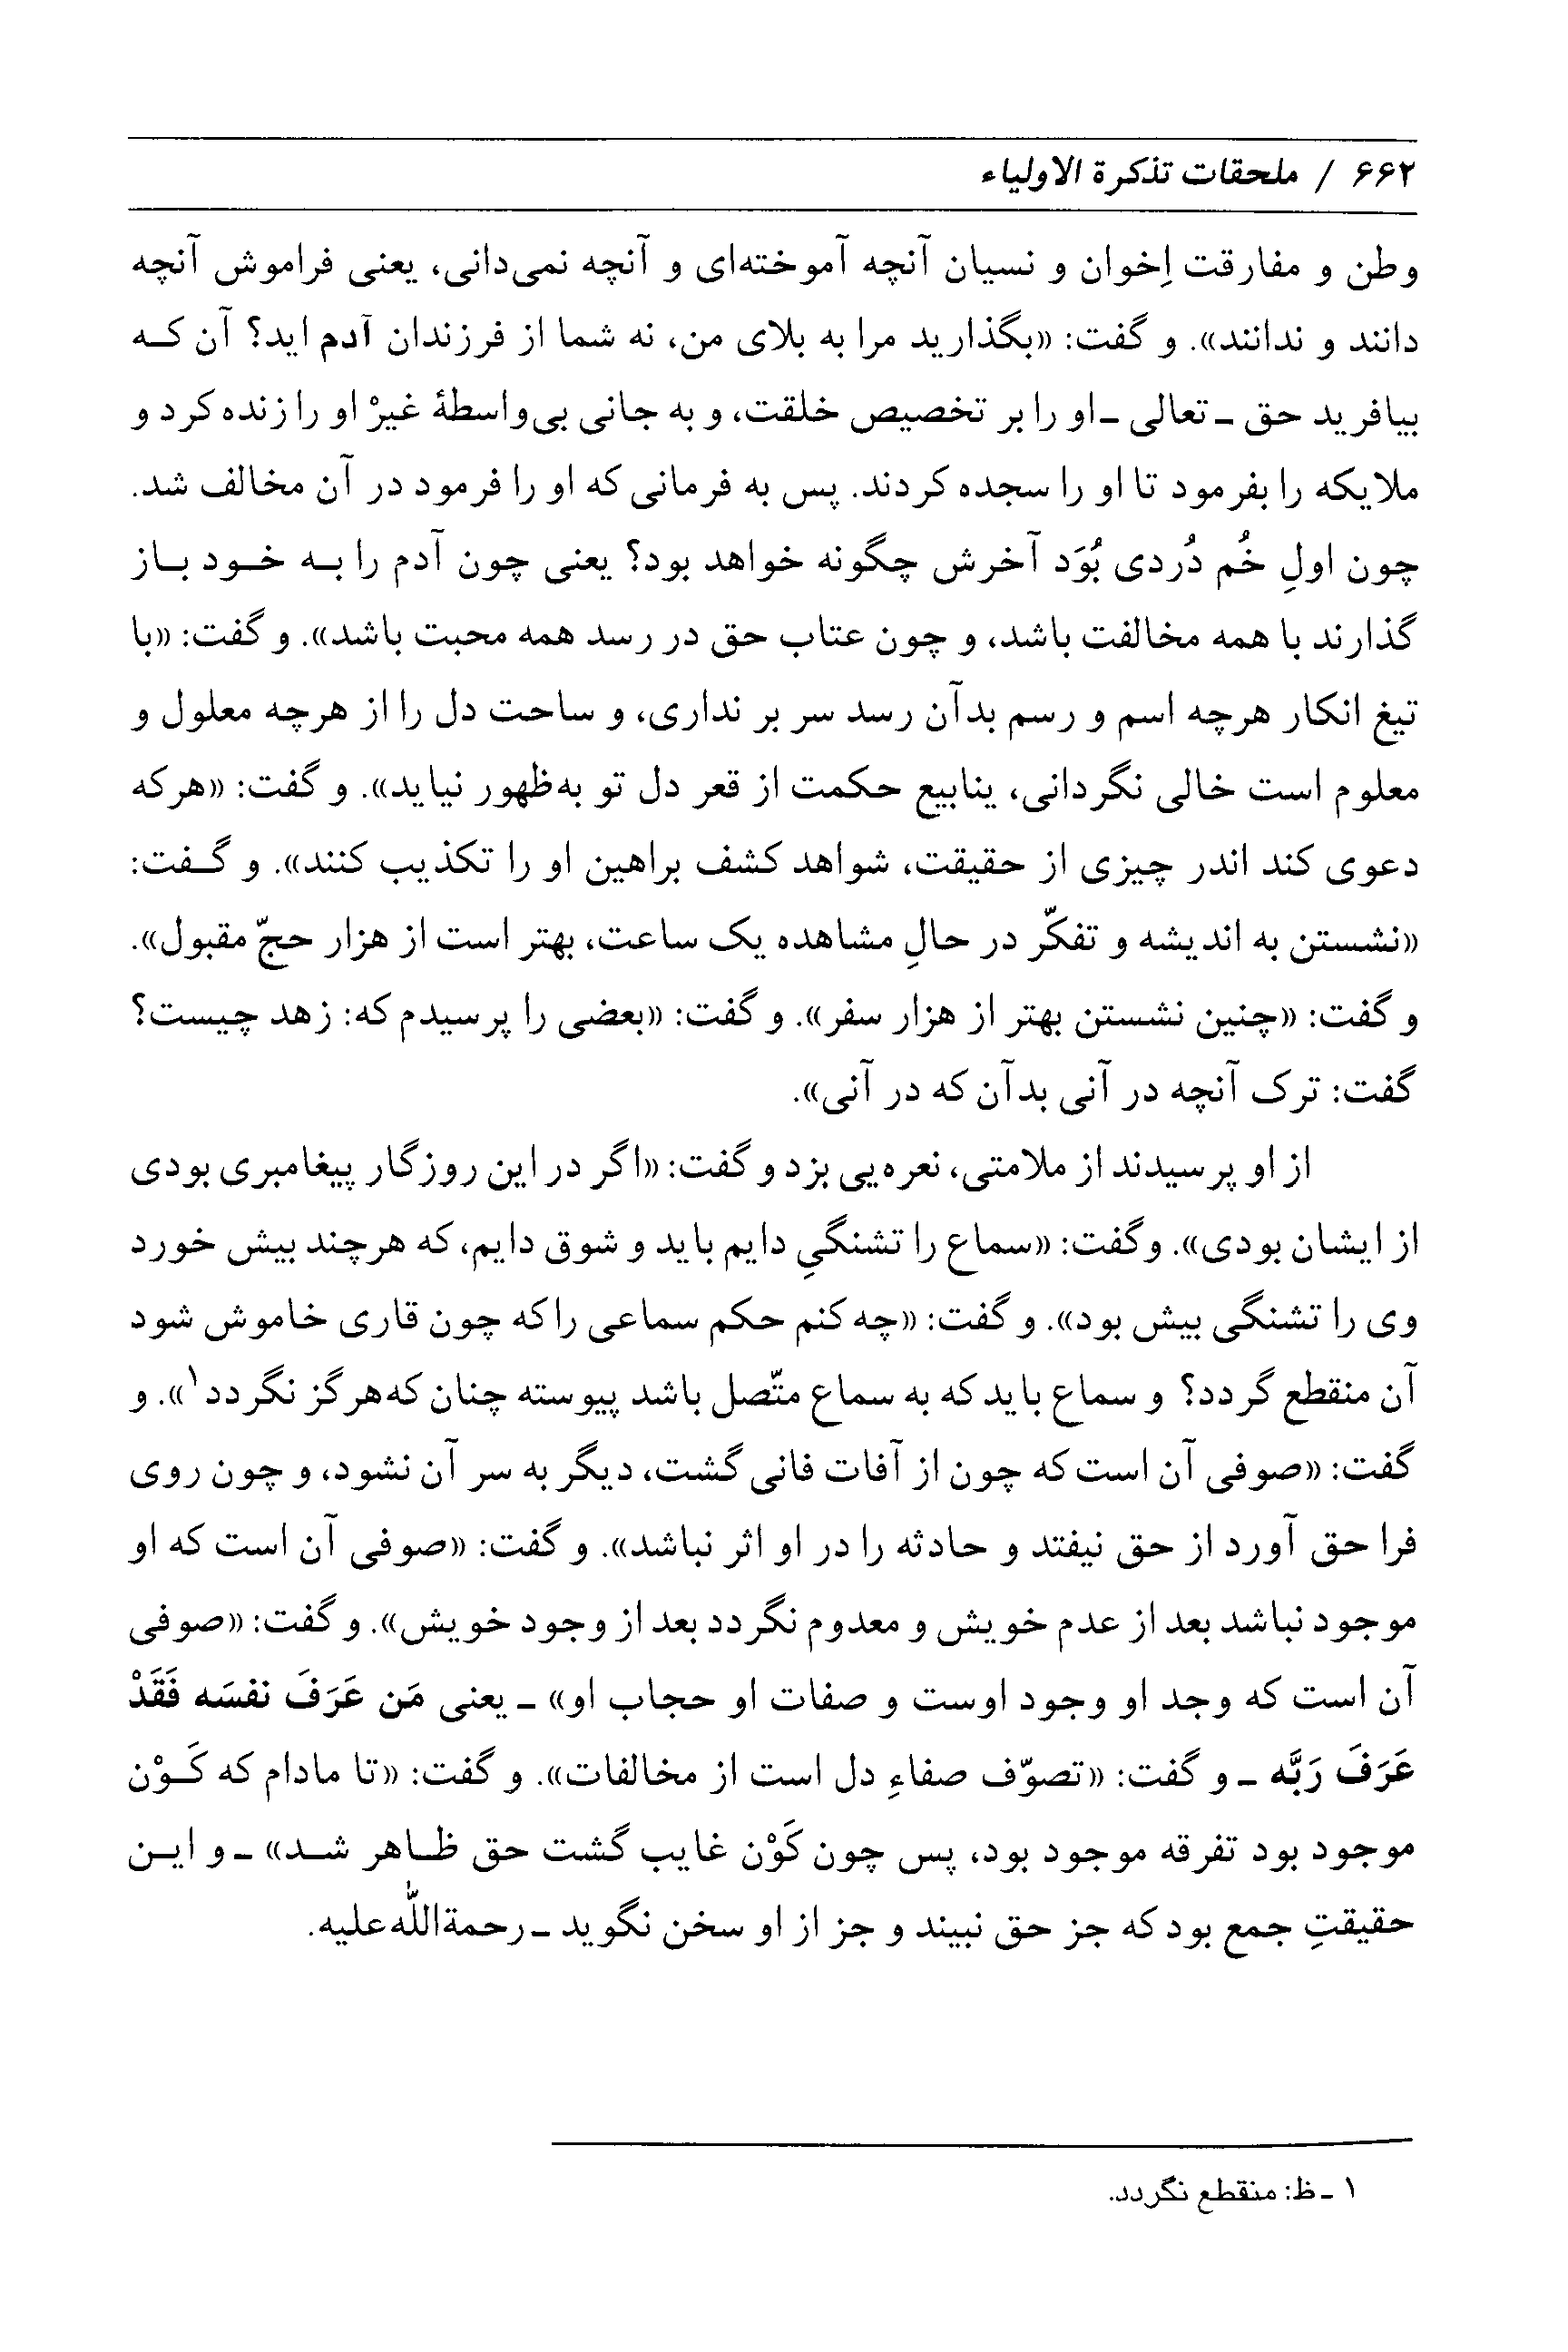 ۶۶۲ / ملحقات تذکرة الاولیاء
وطن و مفارقت اِخوان و نسیان آنچه آموخته‌ای و آنچه نمی‌دانی، یعنی فراموش آنچه
دانند و ندانند». و گفت: «بگذارید مرا به بلای من، نه شما از فرزندان آدم اید؟ آن که
بیافرید حق ـ تعالی ـ او را بر تخصیص خلقت، و به جانی بی‌واسطهٔ غیرْ او را زنده کرد و
ملایکه را بفرمود تا او را سجده کردند. پس به فرمانی که او را فرمود در آن مخالف شد.
چون اولِ خُم دُردی بُوَد آخرش چگونه خواهد بود؟ یعنی چون آدم را به خود باز
گذارند با همه مخالفت باشد، و چون عتاب حق در رسد همه محبت باشد». و گفت: «با
تیغ انکار هرچه اسم و رسم بدآن رسد سر بر نداری، و ساحت دل را از هرچه معلول و
معلوم است خالی نگردانی، ینابیع حکمت از قعر دل تو به‌ظهور نیاید». و گفت: «هرکه
دعوی کند اندر چیزی از حقیقت، شواهد کشف براهین او را تکذیب کنند». و گفت:
«نشستن به اندیشه و تفکّر در حالِ مشاهده یک ساعت، بهتر است از هزار حجّ مقبول».
و گفت: «چنین نشستن بهتر از هزار سفر». و گفت: «بعضی را پرسیدم که: زهد چیست؟
گفت: ترک آنچه در آنی بدآن که در آنی».
از او پرسیدند از ملامتی، نعره‌یی بزد و گفت: «اگر در این روزگار پیغامبری بودی
از ایشان بودی». و گفت: «سماع را تشنگیِ دایم باید و شوق دایم، که هرچند بیش خورد
وی را تشنگی بیش بود». و گفت: «چه کنم حکم سماعی را که چون قاری خاموش شود
آن منقطع گردد؟ و سماع باید که به سماع متّصل باشد پیوسته چنان که هرگز نگردد۱». و
گفت: «صوفی آن است که چون از آفات فانی گشت، دیگر به سر آن نشود، و چون روی
فرا حق آورد از حق نیفتد و حادثه را در او اثر نباشد». و گفت: «صوفی آن است که او
موجود نباشد بعد از عدم خویش و معدوم نگردد بعد از وجود خویش». و گفت: «صوفی
آن است که وجد او وجود اوست و صفات او حجاب او» ـ یعنی مَن عَرَفَ نفسَه فَقَدْ
عَرَفَ رَبَّه ـ و گفت: «تصوّف صفاءِ دل است از مخالفات». و گفت: «تا مادام که کَوْن
موجود بود تفرقه موجود بود، پس چون کَوْن غایب گشت حق ظاهر شد» ـ و این
حقیقتِ جمع بود که جز حق نبیند و جز از او سخن نگوید ـ رحمة‌اللّه علیه.
۱ ـ ظ: منقطع نگردد.